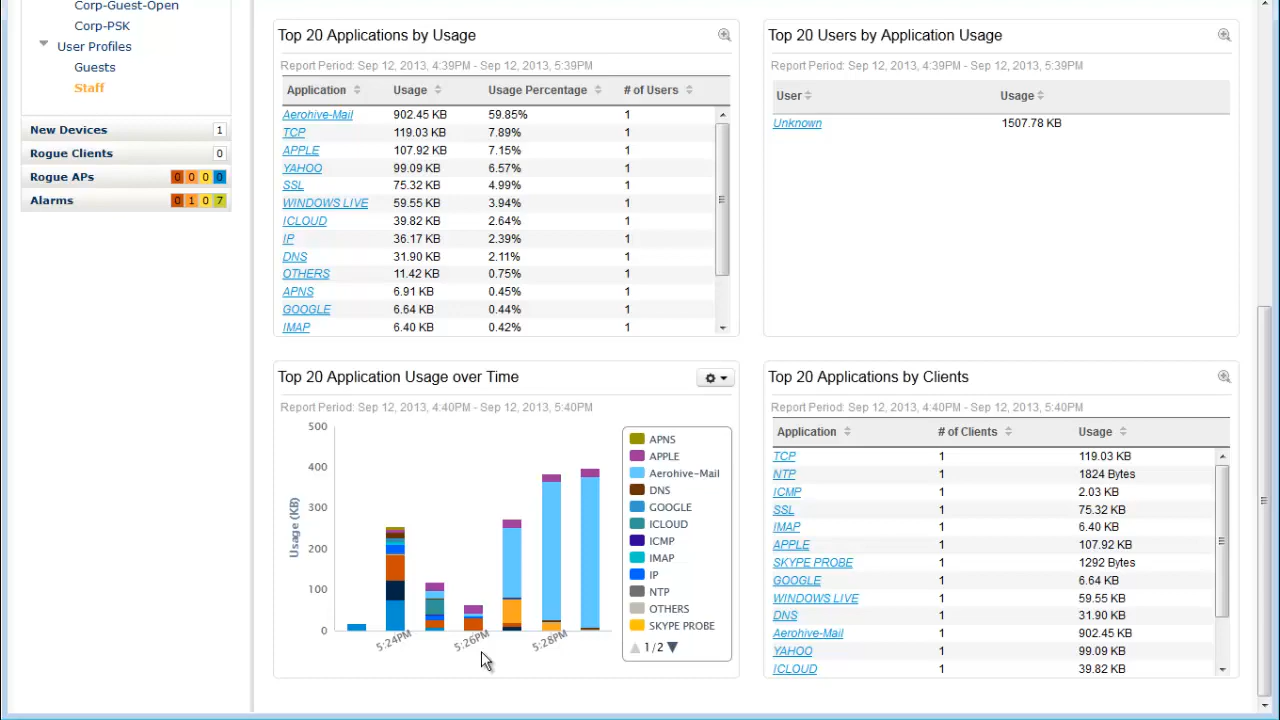 Corp-Guest-Open
Corp-PSK
User Profiles
Guests
Staff
New Devices 1
Rogue Clients 0
Rogue APs 0 0 0 0
Alarms 0 1 0 7
Top 20 Applications by Usage
Report Period: Sep 12, 2013, 4:39PM - Sep 12, 2013, 5:39PM
Application Usage Usage Percentage # of Users
Aerohive-Mail 902.45 KB 59.85% 1
TCP 119.03 KB 7.89% 1
APPLE 107.92 KB 7.15% 1
YAHOO 99.09 KB 6.57% 1
SSL 75.32 KB 4.99% 1
WINDOWS LIVE 59.55 KB 3.94% 1
ICLOUD 39.82 KB 2.64% 1
IP 36.17 KB 2.39% 1
DNS 31.90 KB 2.11% 1
OTHERS 11.42 KB 0.75% 1
APNS 6.91 KB 0.45% 1
GOOGLE 6.64 KB 0.44% 1
IMAP 6.40 KB 0.42% 1
Top 20 Users by Application Usage
Report Period: Sep 12, 2013, 4:39PM - Sep 12, 2013, 5:39PM
User Usage
Unknown 1507.78 KB
Top 20 Application Usage over Time
Report Period: Sep 12, 2013, 4:40PM - Sep 12, 2013, 5:40PM
Usage (KB)
500
400
300
200
100
0
5:24PM 5:26PM 5:28PM
APNS
APPLE
Aerohive-Mail
DNS
GOOGLE
ICLOUD
ICMP
IMAP
IP
NTP
OTHERS
SKYPE PROBE
1/2
Top 20 Applications by Clients
Report Period: Sep 12, 2013, 4:40PM - Sep 12, 2013, 5:40PM
Application # of Clients Usage
TCP 1 119.03 KB
NTP 1 1824 Bytes
ICMP 1 2.03 KB
SSL 1 75.32 KB
IMAP 1 6.40 KB
APPLE 1 107.92 KB
SKYPE PROBE 1 1292 Bytes
GOOGLE 1 6.64 KB
WINDOWS LIVE 1 59.55 KB
DNS 1 31.90 KB
Aerohive-Mail 1 902.45 KB
YAHOO 1 99.09 KB
ICLOUD 1 39.82 KB